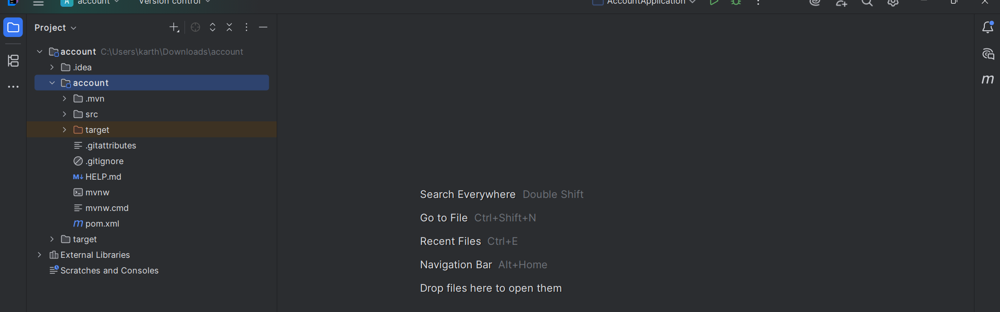 A account Version control AccountApplication
Project
account C:\Users\karth\Downloads\account
.idea
account
.mvn
src
target
.gitattributes
.gitignore
M↓ HELP.md
mvnw
mvnw.cmd
m pom.xml
target
External Libraries
Scratches and Consoles
Search Everywhere Double Shift
Go to File Ctrl+Shift+N
Recent Files Ctrl+E
Navigation Bar Alt+Home
Drop files here to open them
m